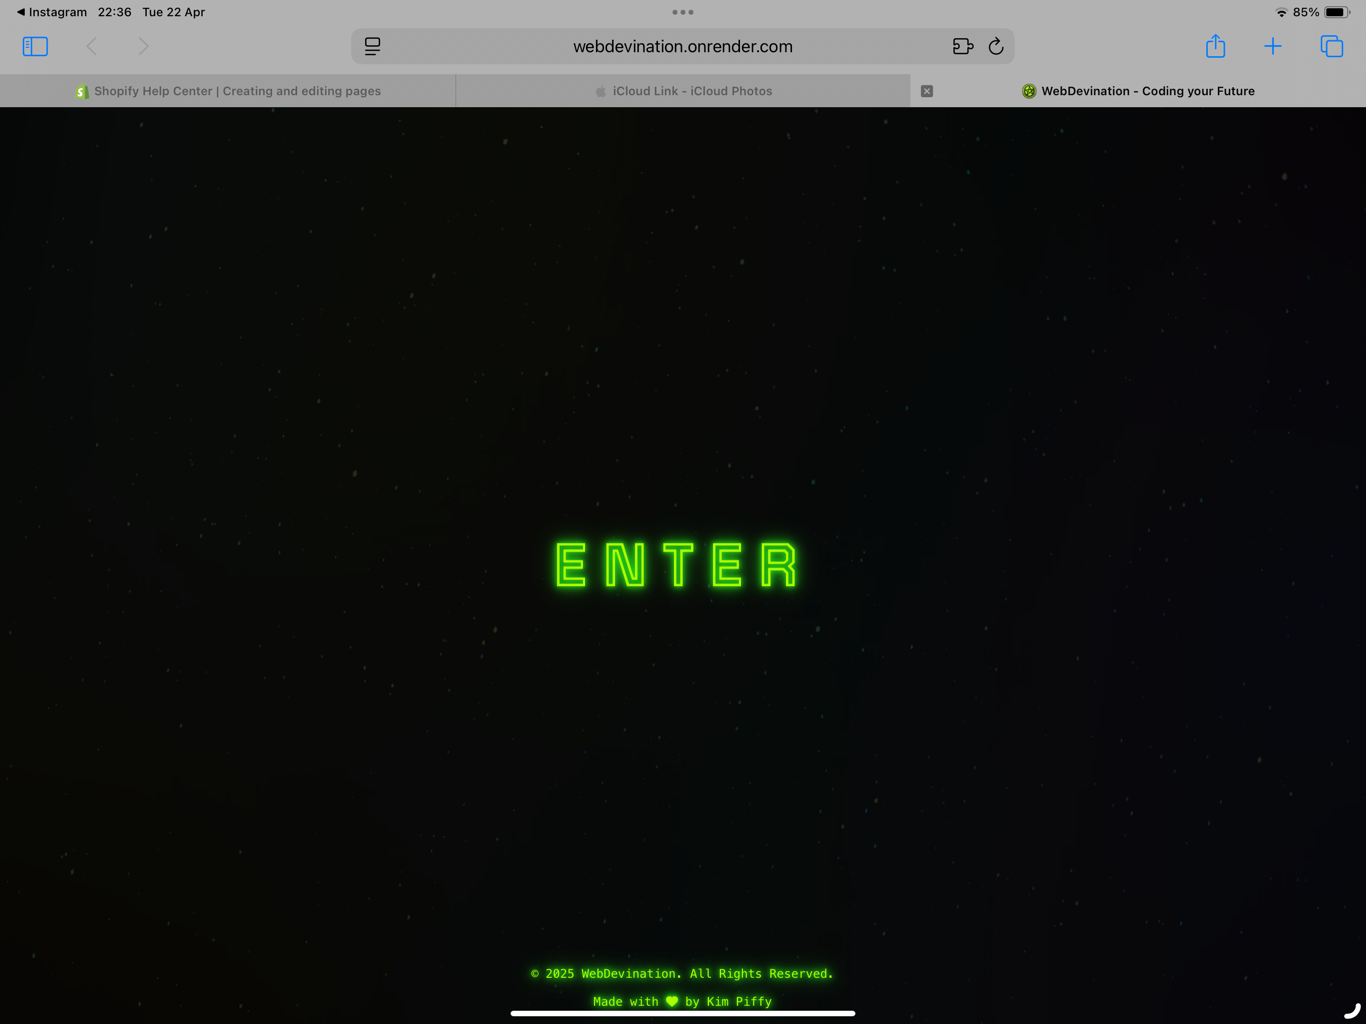 Instagram 22:36 Tue 22 Apr 85%
webdevination.onrender.com
Shopify Help Center | Creating and editing pages
iCloud Link - iCloud Photos
WebDevination - Coding your Future
ENTER
© 2025 WebDevination. All Rights Reserved.
Made with 💚 by Kim Piffy